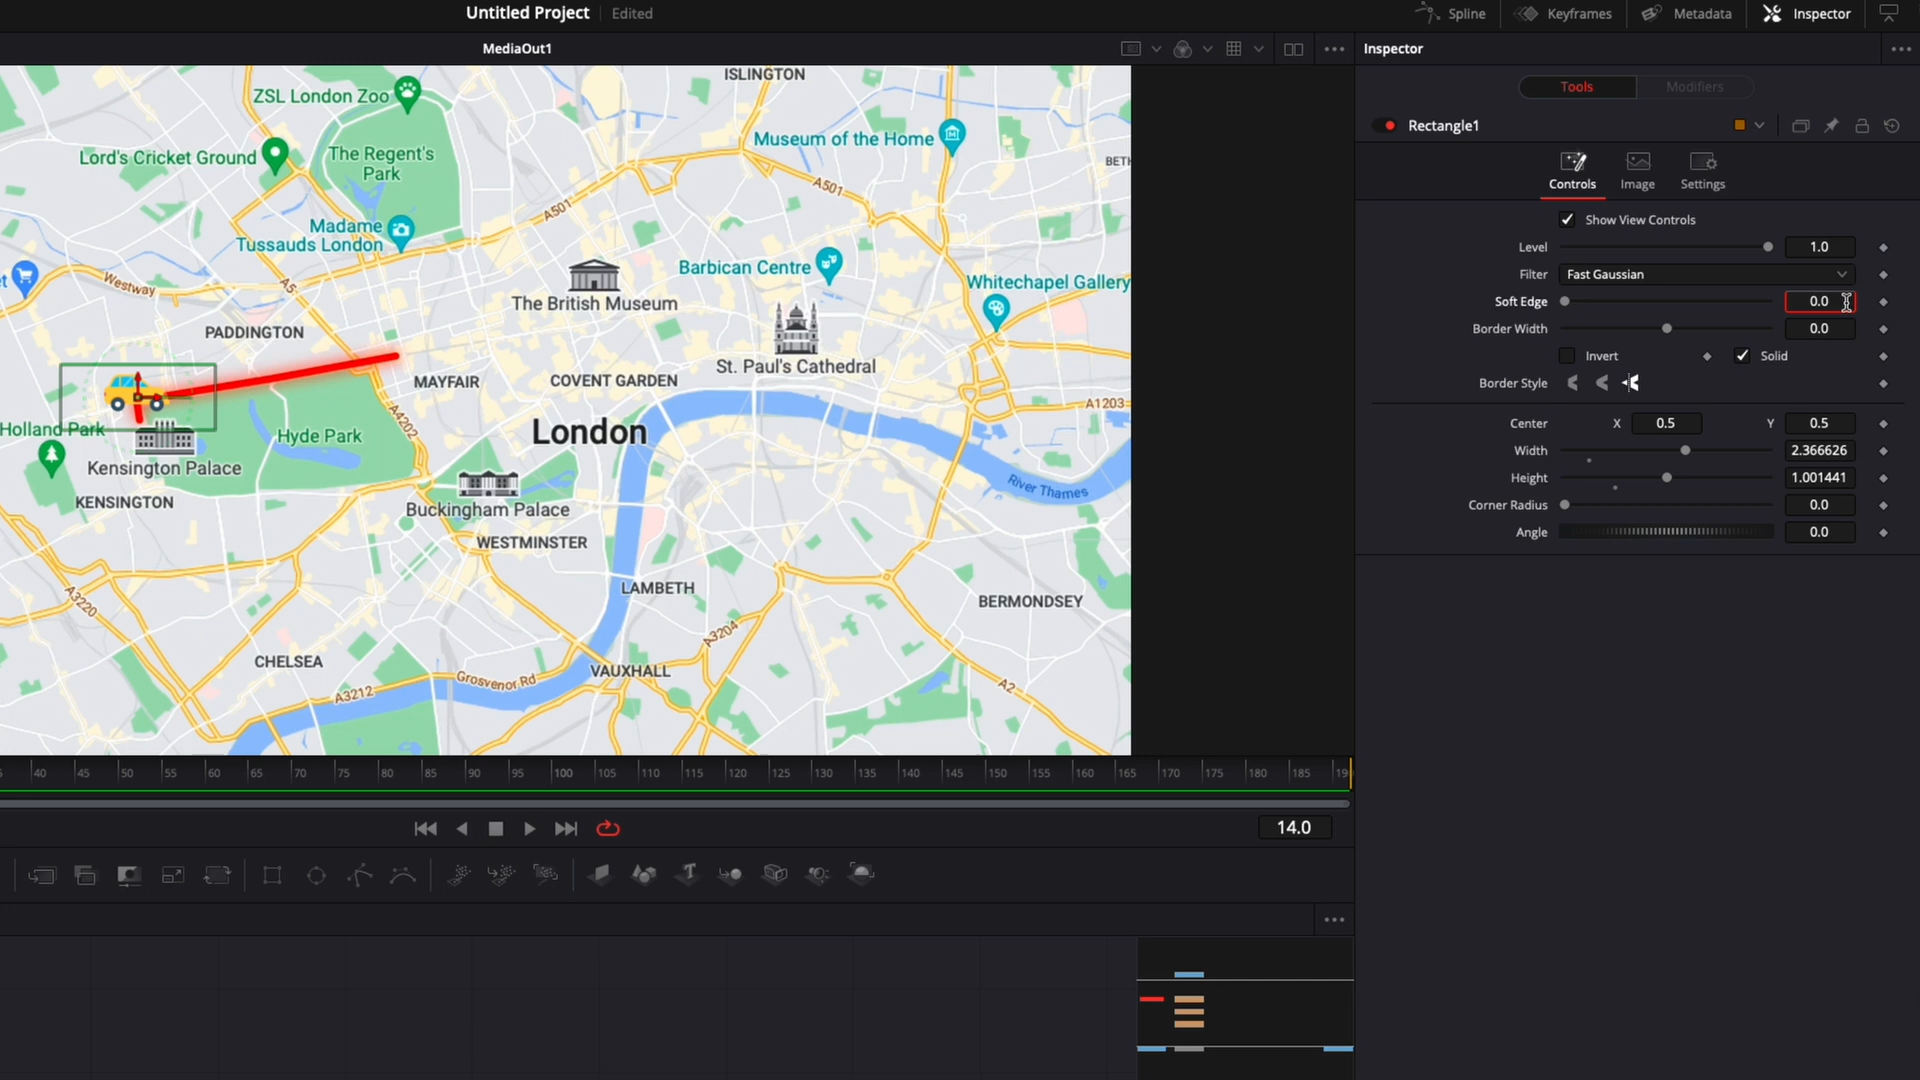 Untitled Project
Edited
Spline
Keyframes
Metadata
Inspector
MediaOut1
Inspector
Tools
Modifiers
Rectangle1
Controls
Image
Settings
Show View Controls
Level
1.0
Filter
Fast Gaussian
Soft Edge
0.0
Border Width
0.0
Invert
Solid
Border Style
Center
X
0.5
Y
0.5
Width
2.366626
Height
1.001441
Corner Radius
0.0
Angle
0.0
ISLINGTON
ZSL London Zoo
Museum of the Home
Lord's Cricket Ground
The Regent's
Park
BETH
A501
A501
Madame
Tussauds London
Barbican Centre
Westway
A5
Whitechapel Gallery
The British Museum
PADDINGTON
St. Paul's Cathedral
MAYFAIR
COVENT GARDEN
A4202
A1203
Holland Park
Hyde Park
London
Kensington Palace
River Thames
KENSINGTON
Buckingham Palace
WESTMINSTER
LAMBETH
A3220
BERMONDSEY
A3204
CHELSEA
VAUXHALL
Grosvenor Rd
A3212
A2
40 45 50 55 60 65 70 75 80 85 90 95 100 105 110 115 120 125 130 135 140 145 150 155 160 165 170 175 180 185 190
14.0